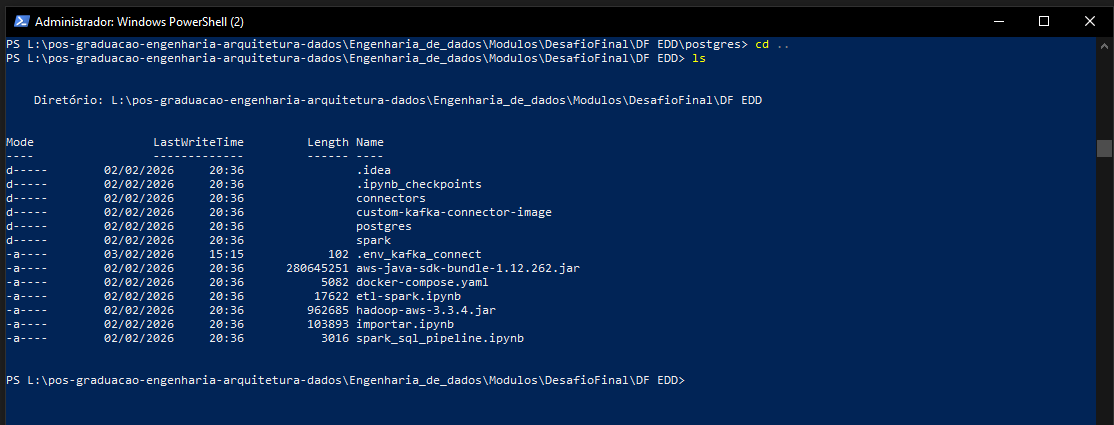 Administrador: Windows PowerShell (2)
PS L:\pos-graduacao-engenharia-arquitetura-dados\Engenharia_de_dados\Modulos\DesafioFinal\DF EDD\postgres> cd ..
PS L:\pos-graduacao-engenharia-arquitetura-dados\Engenharia_de_dados\Modulos\DesafioFinal\DF EDD> ls
Diretório: L:\pos-graduacao-engenharia-arquitetura-dados\Engenharia_de_dados\Modulos\DesafioFinal\DF EDD
Mode LastWriteTime Length Name
---- ------------- ------ ----
d----- 02/02/2026 20:36 .idea
d----- 02/02/2026 20:36 .ipynb_checkpoints
d----- 02/02/2026 20:36 connectors
d----- 02/02/2026 20:36 custom-kafka-connector-image
d----- 02/02/2026 20:36 postgres
d----- 02/02/2026 20:36 spark
-a---- 03/02/2026 15:15 102 .env_kafka_connect
-a---- 02/02/2026 20:36 280645251 aws-java-sdk-bundle-1.12.262.jar
-a---- 02/02/2026 20:36 5082 docker-compose.yaml
-a---- 02/02/2026 20:36 17622 etl-spark.ipynb
-a---- 02/02/2026 20:36 962685 hadoop-aws-3.3.4.jar
-a---- 02/02/2026 20:36 103893 importar.ipynb
-a---- 02/02/2026 20:36 3016 spark_sql_pipeline.ipynb
PS L:\pos-graduacao-engenharia-arquitetura-dados\Engenharia_de_dados\Modulos\DesafioFinal\DF EDD>